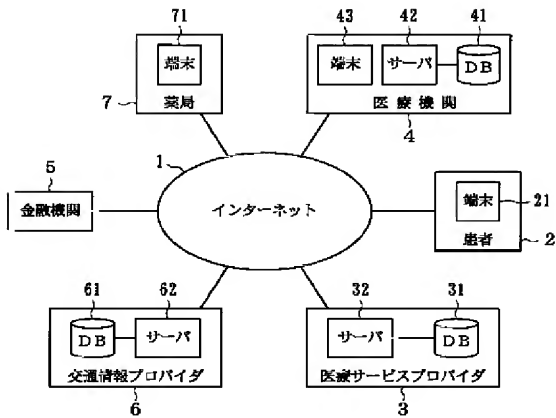 71
端末
7
薬局
43
42
41
端末
サーバ
DB
医療機関
4
1
インターネット
5
金融機関
端末
21
患者
2
61
62
DB
サーバ
交通情報プロバイダ
6
32
31
サーバ
DB
医療サービスプロバイダ
3